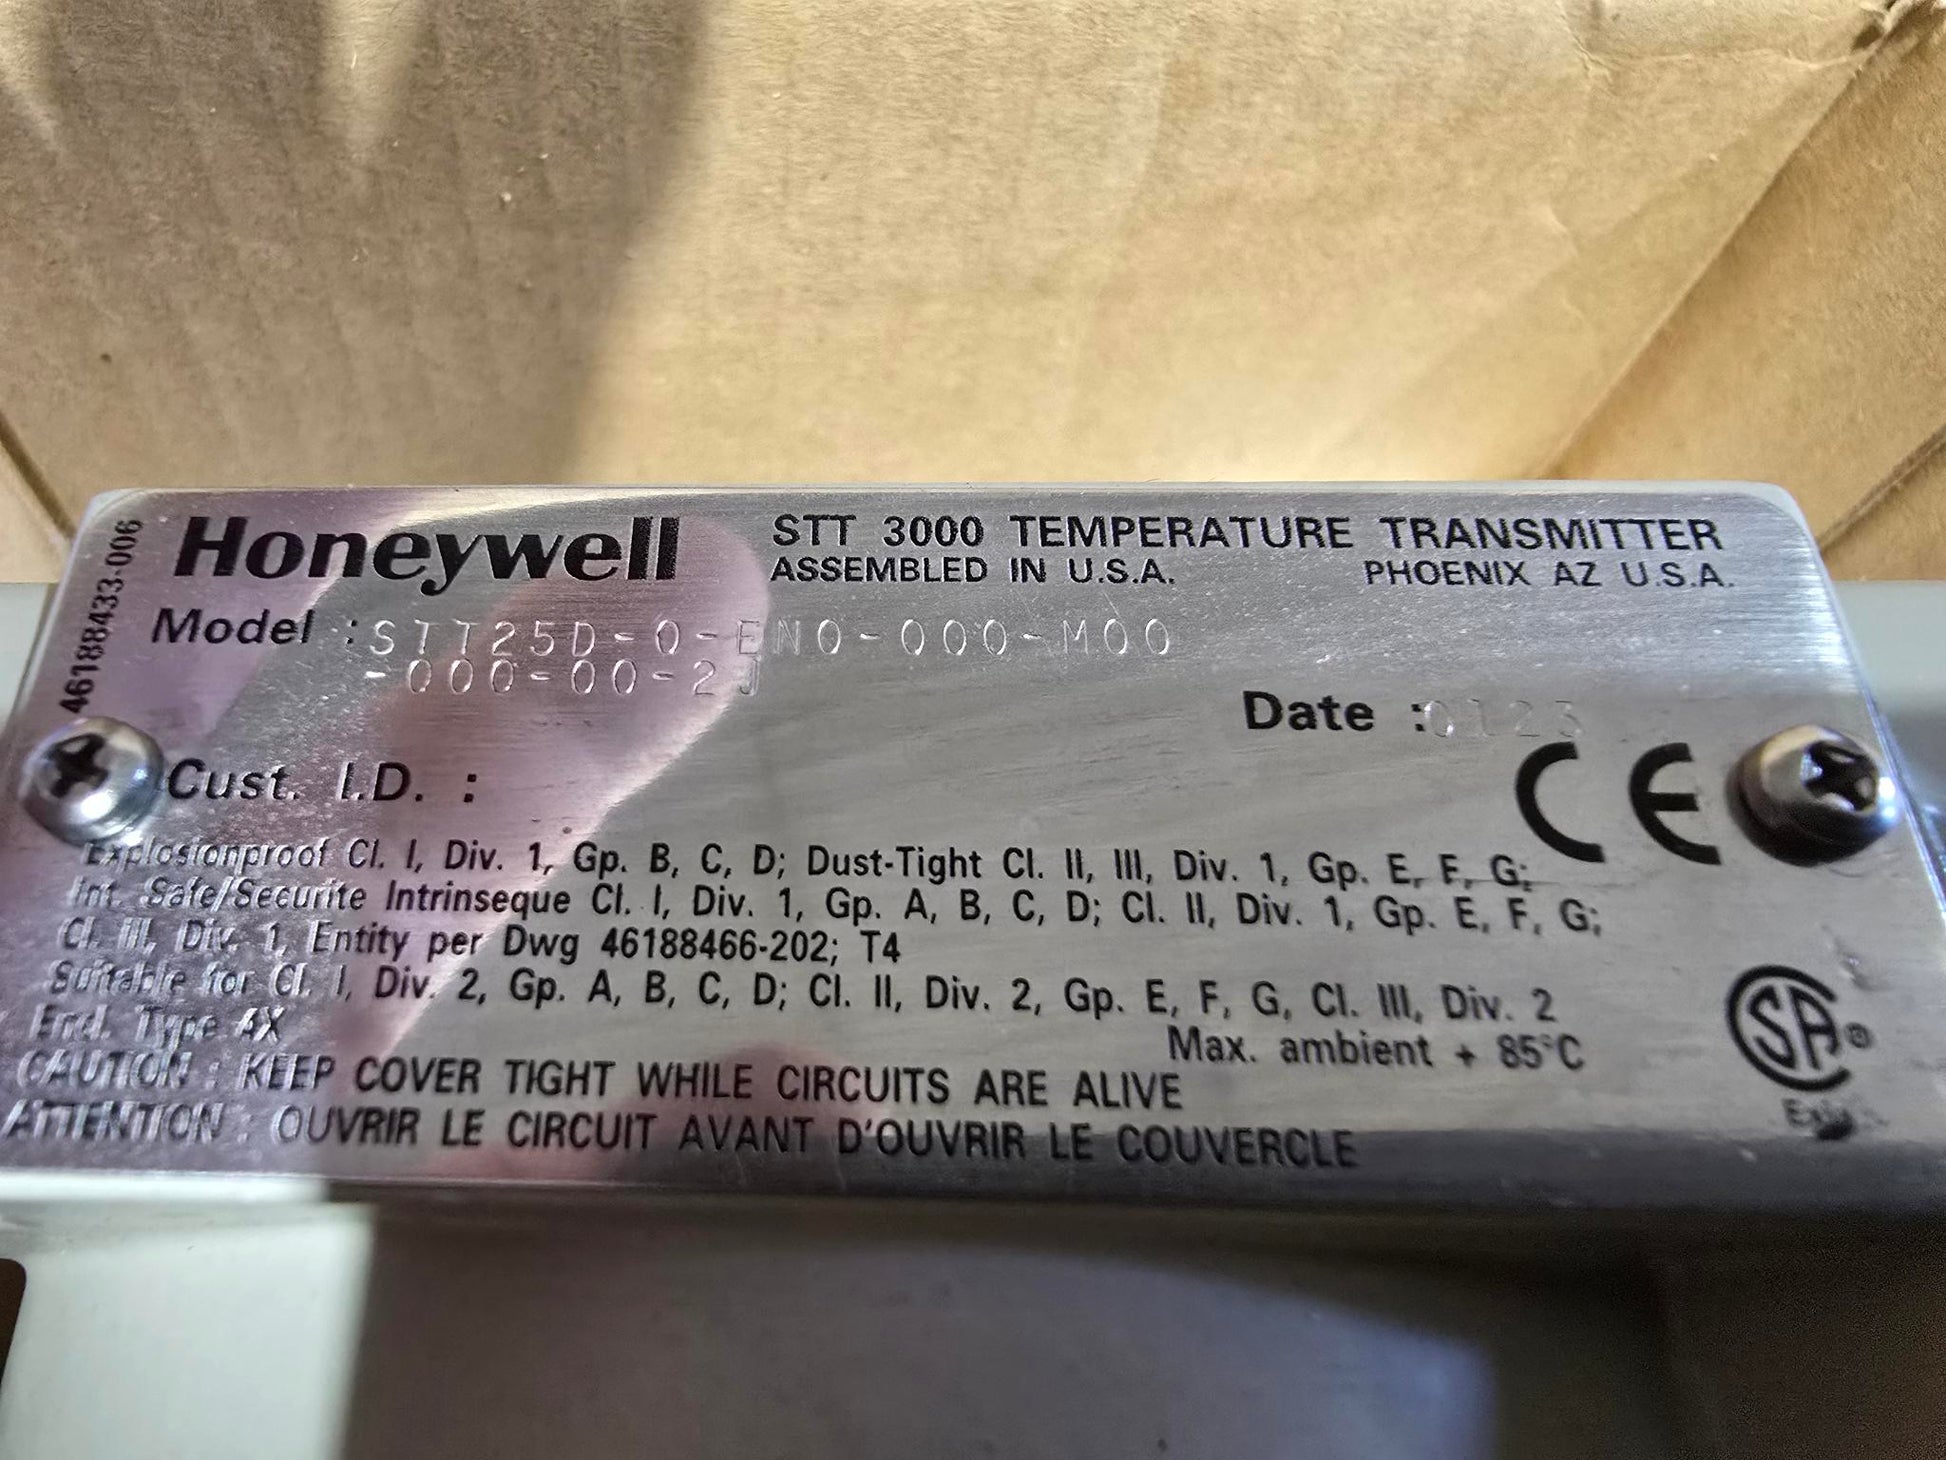 Honeywell
STT 3000 TEMPERATURE TRANSMITTER
ASSEMBLED IN U.S.A. PHOENIX AZ U.S.A.
46188433-006
Model : STT25D-0-EN0-000-M00
-000-00-2J
Date : 0123
Cust. I.D. :
CE
Explosionproof Cl. I, Div. 1, Gp. B, C, D; Dust-Tight Cl. II, III, Div. 1, Gp. E, F, G;
Int. Safe/Securite Intrinseque Cl. I, Div. 1, Gp. A, B, C, D; Cl. II, Div. 1, Gp. E, F, G;
Cl. III, Div. 1, Entity per Dwg 46188466-202; T4
Suitable for Cl. I, Div. 2, Gp. A, B, C, D; Cl. II, Div. 2, Gp. E, F, G, Cl. III, Div. 2
Encl. Type 4X
Max. ambient + 85°C
SA®
CAUTION : KEEP COVER TIGHT WHILE CIRCUITS ARE ALIVE
ATTENTION : OUVRIR LE CIRCUIT AVANT D'OUVRIR LE COUVERCLE